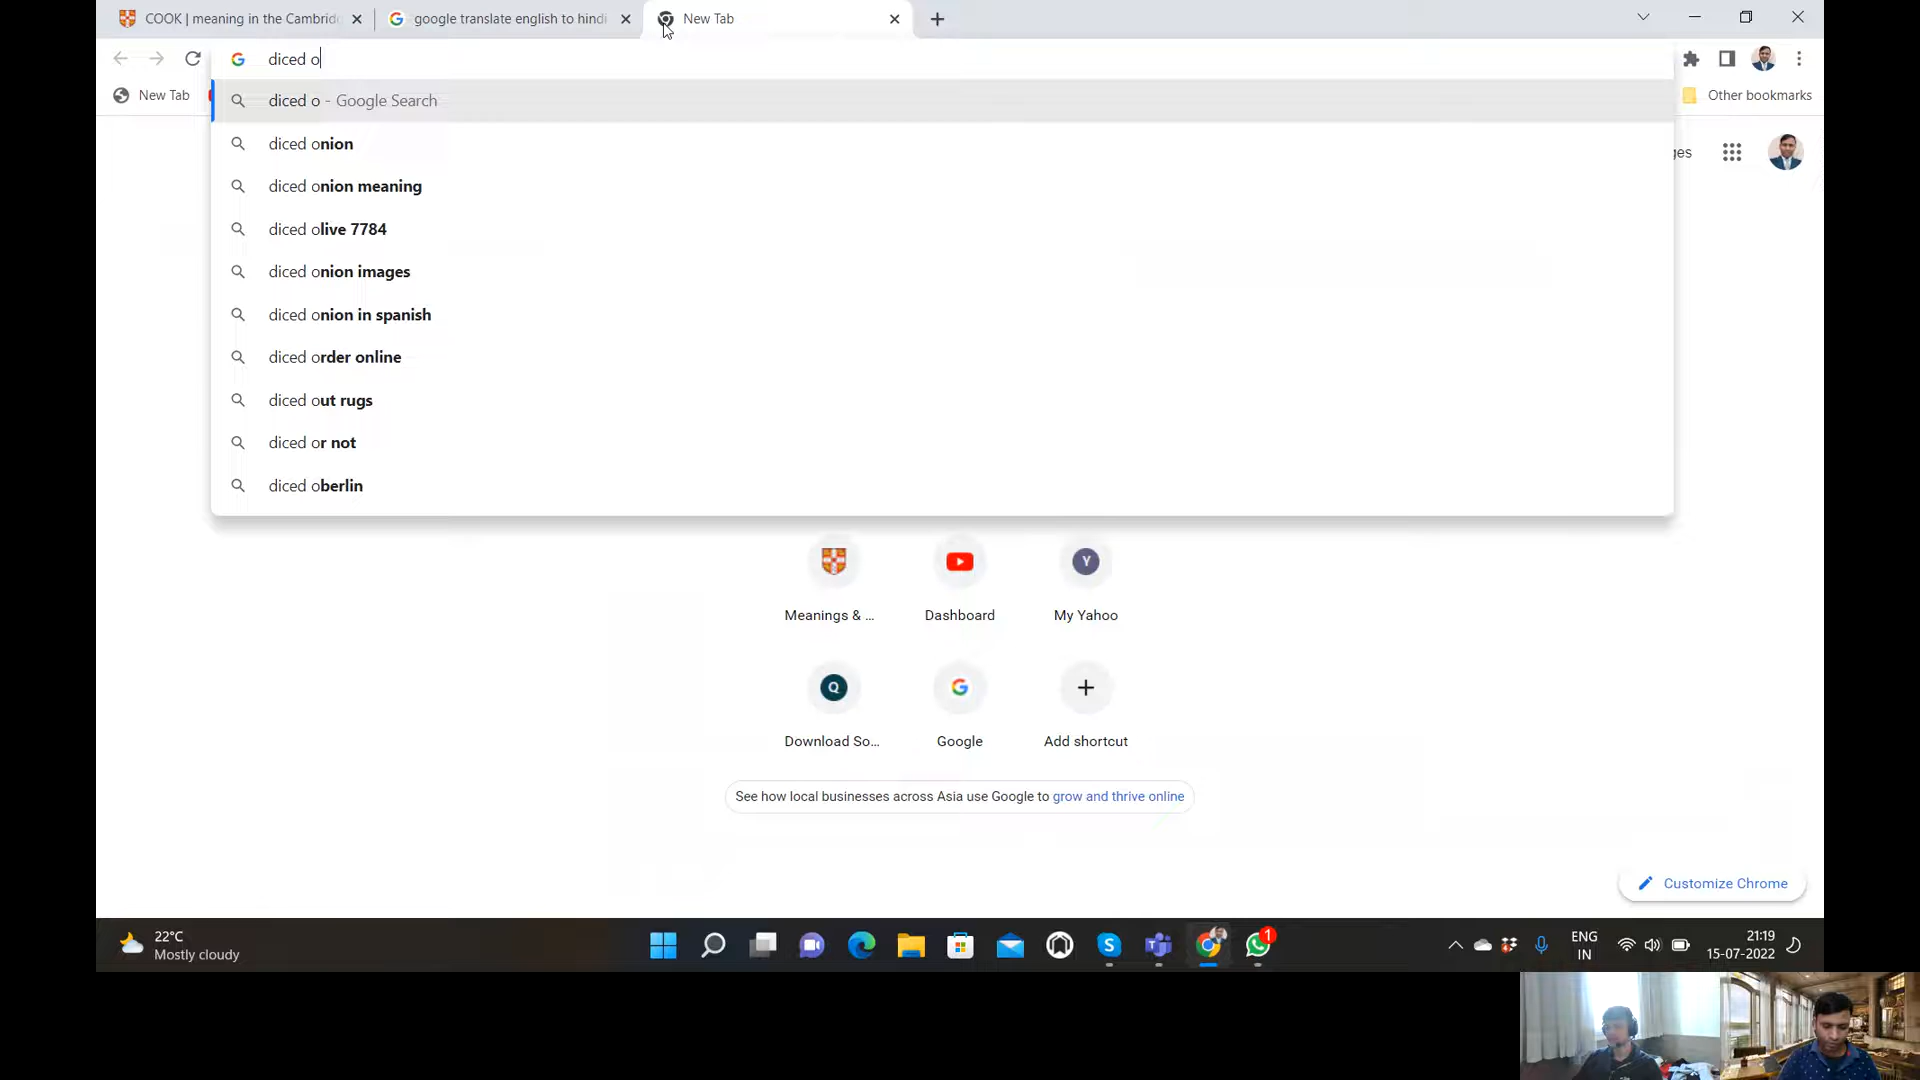 COOK | meaning in the Cambrid
google translate english to hindi
New Tab
diced o
New Tab
Other bookmarks
diced o - Google Search
diced onion
diced onion meaning
diced olive 7784
diced onion images
diced onion in spanish
diced order online
diced out rugs
diced or not
diced oberlin
ges
Meanings & ...
Dashboard
Y
My Yahoo
Q
Download So...
Google
Add shortcut
See how local businesses across Asia use Google to grow and thrive online
Customize Chrome
22°C
Mostly cloudy
1
ENG
IN
21:19
15-07-2022